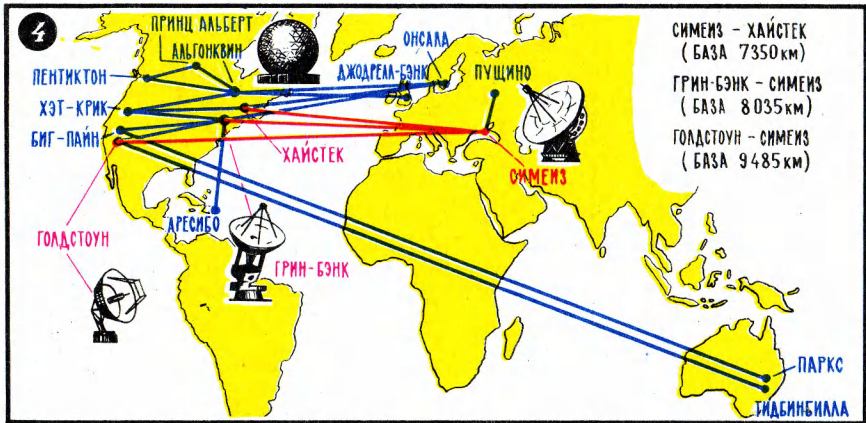 4
ПРИНЦ АЛЬБЕРТ
АЛЬГОНКВИН
ПЕНТИКТОН
ХЭТ-КРИК
БИГ-ПАЙН
ГОЛДСТОУН
АРЕСИБО
ГРИН-БЭНК
ХАЙСТЕК
ДЖОДРЕЛЛ-БЭНК
ОНСАЛА
ПУЩИНО
СИМЕИЗ
СИМЕИЗ - ХАЙСТЕК
(БАЗА 7350 КМ)
ГРИН-БЭНК - СИМЕИЗ
(БАЗА 8035 КМ)
ГОЛДСТОУН - СИМЕИЗ
(БАЗА 9485 КМ)
ПАРКС
ТИДБИНБИЛЛА